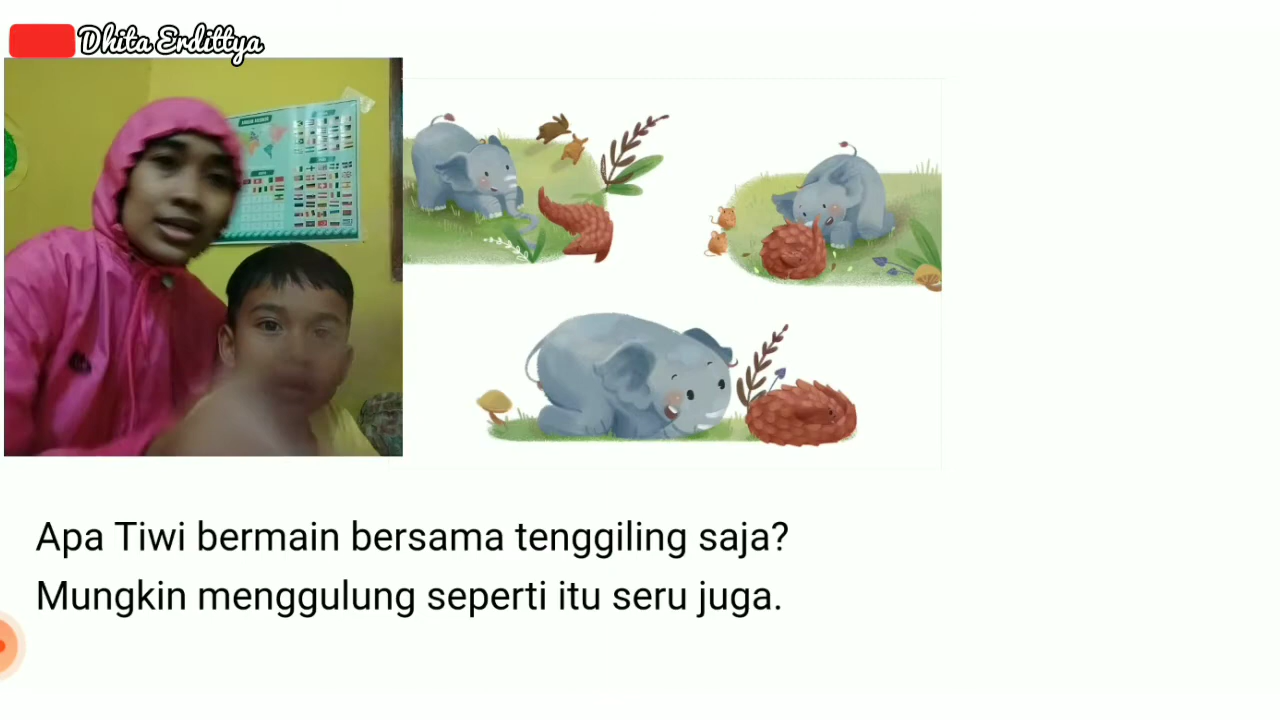 Dhita Erdittya
Apa Tiwi bermain bersama tenggiling saja?
Mungkin menggulung seperti itu seru juga.